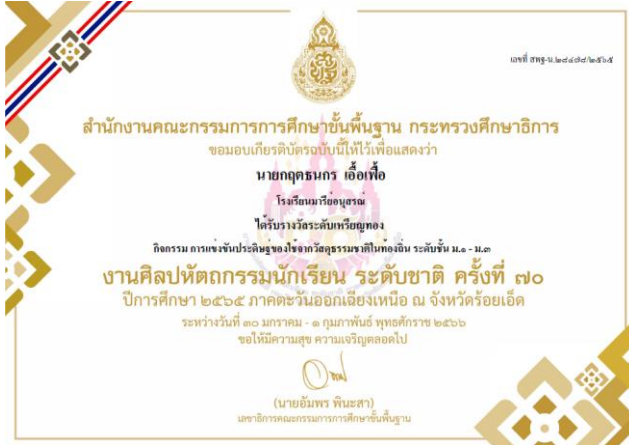 สำนักงานคณะกรรมการการศึกษาขั้นพื้นฐาน กระทรวงศึกษาธิการ
ขอมอบเกียรติบัตรฉบับนี้ให้ไว้เพื่อแสดงว่า
นายกฤตธนกร เอื้อเฟื้อ
โรงเรียนมารีย์อนุสรณ์
ได้รับรางวัลระดับเหรียญทอง
กิจกรรม การแข่งขันประดิษฐ์ของใช้จากวัสดุธรรมชาติในท้องถิ่น ระดับชั้น ม.๑ - ม.๓
งานศิลปหัตถกรรมนักเรียน ระดับชาติ ครั้งที่ ๗๐
ปีการศึกษา ๒๕๖๕ ภาคตะวันออกเฉียงเหนือ ณ จังหวัดร้อยเอ็ด
ระหว่างวันที่ ๓๐ มกราคม - ๑ กุมภาพันธ์ พุทธศักราช ๒๕๖๖
ขอให้มีความสุข ความเจริญตลอดไป
(นายอัมพร พินะสา)
เลขาธิการคณะกรรมการการศึกษาขั้นพื้นฐาน